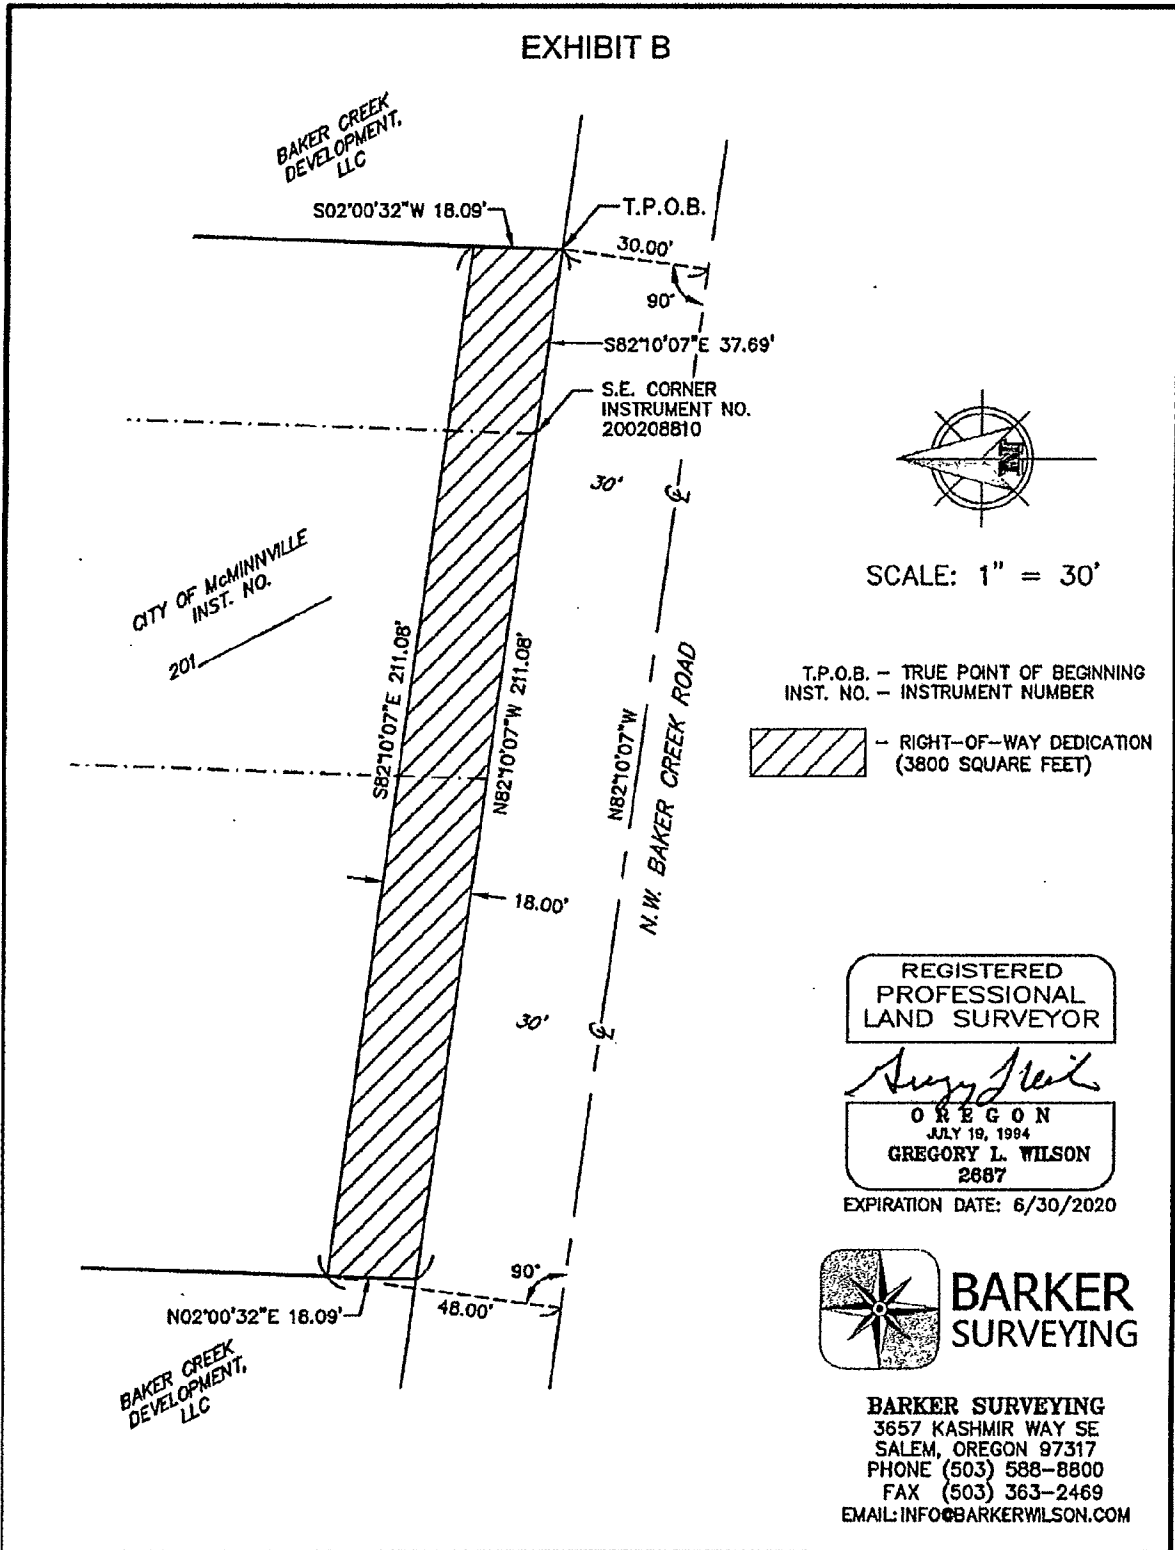 EXHIBIT B
BAKER CREEK
DEVELOPMENT,
LLC
S02°00'32"W 18.09'
T.P.O.B.
30.00'
90°
S82°10'07"E 37.69'
S.E. CORNER
INSTRUMENT NO.
200208810
30'
N
SCALE: 1" = 30'
CITY OF McMINNVILLE
INST. NO.
201
T.P.O.B. - TRUE POINT OF BEGINNING
INST. NO. - INSTRUMENT NUMBER
- RIGHT-OF-WAY DEDICATION
(3800 SQUARE FEET)
S82°10'07"E 211.08'
N82°10'07"W 211.08'
N82°10'07"W
N.W. BAKER CREEK ROAD
18.00'
30'
REGISTERED
PROFESSIONAL
LAND SURVEYOR
OREGON
JULY 19, 1994
GREGORY L. WILSON
2687
EXPIRATION DATE: 6/30/2020
90°
48.00'
N02°00'32"E 18.09'
BAKER CREEK
DEVELOPMENT,
LLC
BARKER
SURVEYING
BARKER SURVEYING
3657 KASHMIR WAY SE
SALEM, OREGON 97317
PHONE (503) 588-8800
FAX (503) 363-2469
EMAIL: INFO@BARKERWILSON.COM